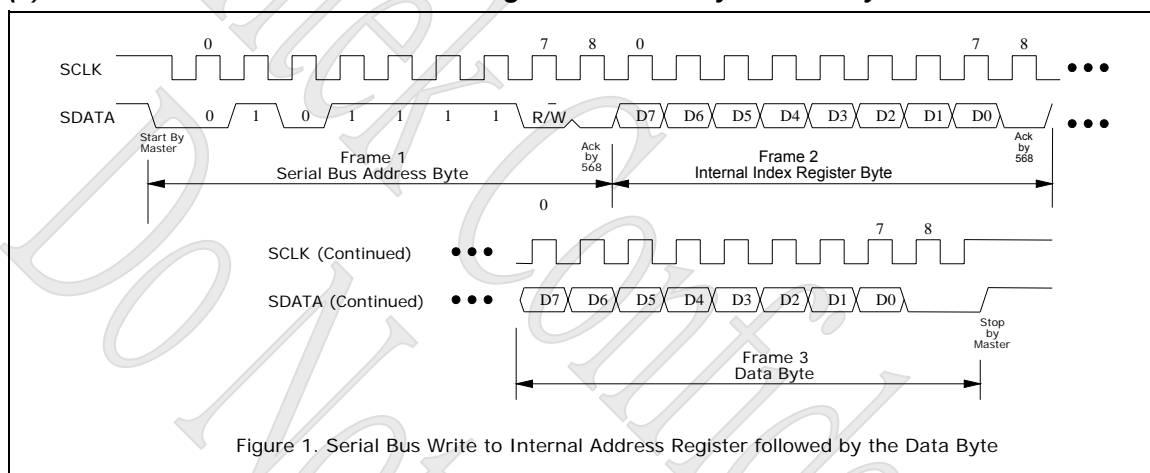 0 7 8 0 7 8
SCLK
SDATA 0 1 0 1 1 1 1 R/W D7 D6 D5 D4 D3 D2 D1 D0
Start By
Master
Ack
by
568
Ack
by
568
Frame 1
Serial Bus Address Byte
Frame 2
Internal Index Register Byte
0 7 8
SCLK (Continued)
SDATA (Continued) D7 D6 D5 D4 D3 D2 D1 D0
Stop
by
Master
Frame 3
Data Byte
Figure 1. Serial Bus Write to Internal Address Register followed by the Data Byte